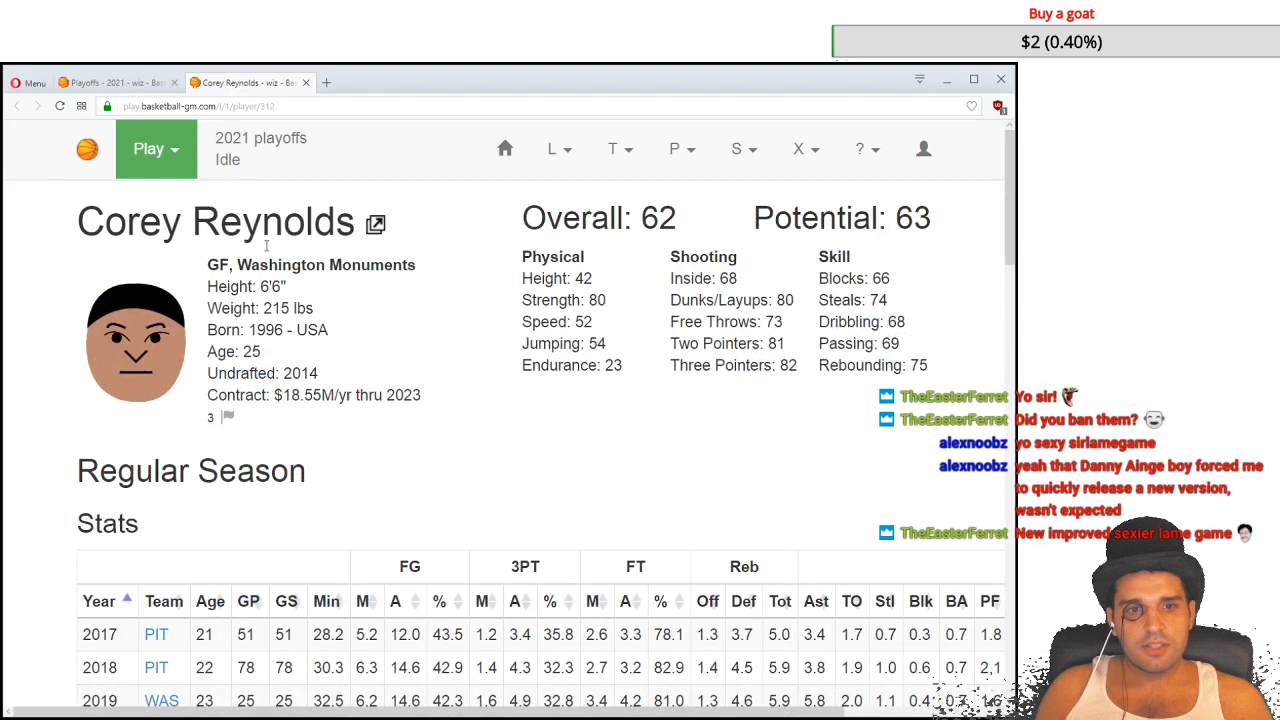 Buy a goat
$2 (0.40%)
Menu
Playoffs - 2021 - wiz - Bas
Corey Reynolds - wiz - Ba
play.basketball-gm.com/l/1/player/312
Play
2021 playoffs
Idle
L T P S X ?
Corey Reynolds
Overall: 62
Potential: 63
GF, Washington Monuments
Height: 6'6"
Weight: 215 lbs
Born: 1996 - USA
Age: 25
Undrafted: 2014
Contract: $18.55M/yr thru 2023
3
Physical
Height: 42
Strength: 80
Speed: 52
Jumping: 54
Endurance: 23
Shooting
Inside: 68
Dunks/Layups: 80
Free Throws: 73
Two Pointers: 81
Three Pointers: 82
Skill
Blocks: 66
Steals: 74
Dribbling: 68
Passing: 69
Rebounding: 75
TheEasterFerret Yo sir!
TheEasterFerret Did you ban them?
alexnoobz yo sexy sirlamegame
alexnoobz yeah that Danny Ainge boy forced me
to quickly release a new version,
wasn't expected
TheEasterFerret New improved sexier lame game
Regular Season
Stats
FG 3PT FT Reb
Year Team Age GP GS Min M A % M A % M A % Off Def Tot Ast TO Stl Blk BA PF
2017 PIT 21 51 51 28.2 5.2 12.0 43.5 1.2 3.4 35.8 2.6 3.3 78.1 1.3 3.7 5.0 3.4 1.7 0.7 0.3 0.7 1.8
2018 PIT 22 78 78 30.3 6.3 14.6 42.9 1.4 4.3 32.3 2.7 3.2 82.9 1.4 4.5 5.9 3.8 1.9 1.0 0.6 0.7 2.1
2019 WAS 23 25 25 6.2 14.6 42.3 1.6 4.9 32.8 3.4 4.2 81.0 1.3 4.6 5.9 5.8 2.0 1.1 0.4